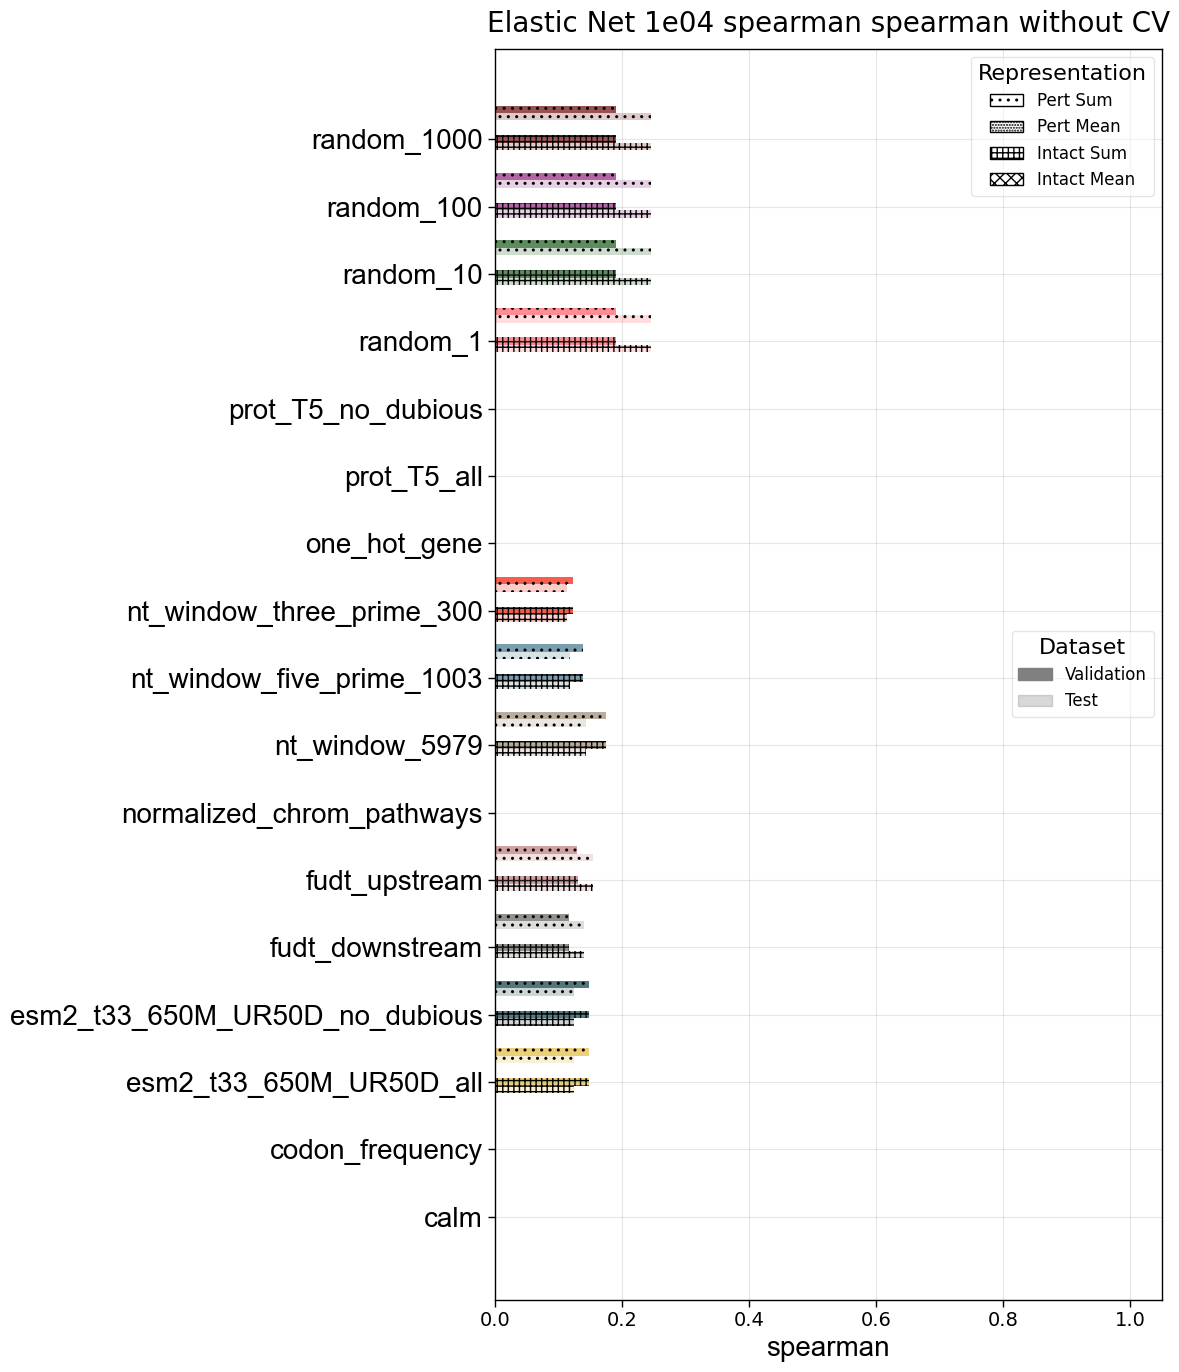 Elastic Net 1e04 spearman spearman without CV
Representation
Pert Sum
Pert Mean
Intact Sum
Intact Mean
random_1000
random_100
random_10
random_1
prot_T5_no_dubious
prot_T5_all
one_hot_gene
nt_window_three_prime_300
nt_window_five_prime_1003
nt_window_5979
normalized_chrom_pathways
fudt_upstream
fudt_downstream
esm2_t33_650M_UR50D_no_dubious
esm2_t33_650M_UR50D_all
codon_frequency
calm
Dataset
Validation
Test
0.0 0.2 0.4 0.6 0.8 1.0
spearman